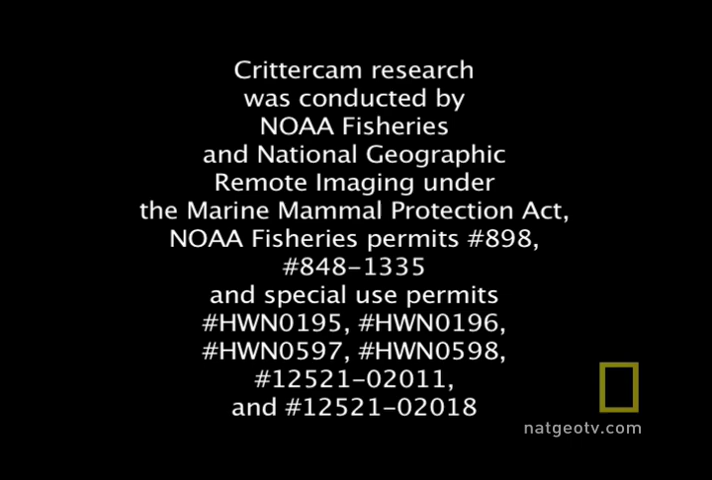 Crittercam research
was conducted by
NOAA Fisheries
and National Geographic
Remote Imaging under
the Marine Mammal Protection Act,
NOAA Fisheries permits #898,
#848-1335
and special use permits
#HWN0195, #HWN0196,
#HWN0597, #HWN0598,
#12521-02011,
and #12521-02018
natgeotv.com